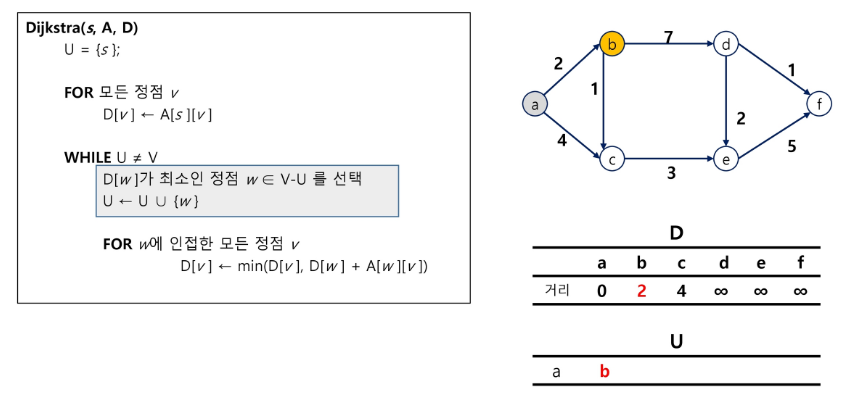 Dijkstra(s, A, D)
U = {s};
FOR 모든 정점 v
D[v] ← A[s][v]
WHILE U ≠ V
D[w]가 최소인 정점 w ∈ V-U 를 선택
U ← U ∪ {w}
FOR w에 인접한 모든 정점 v
D[v] ← min(D[v], D[w] + A[w][v])
b 7 d
2 1 1
a f
4 2 5
c 3 e
D
a b c d e f
거리 0 2 4 ∞ ∞ ∞
U
a b